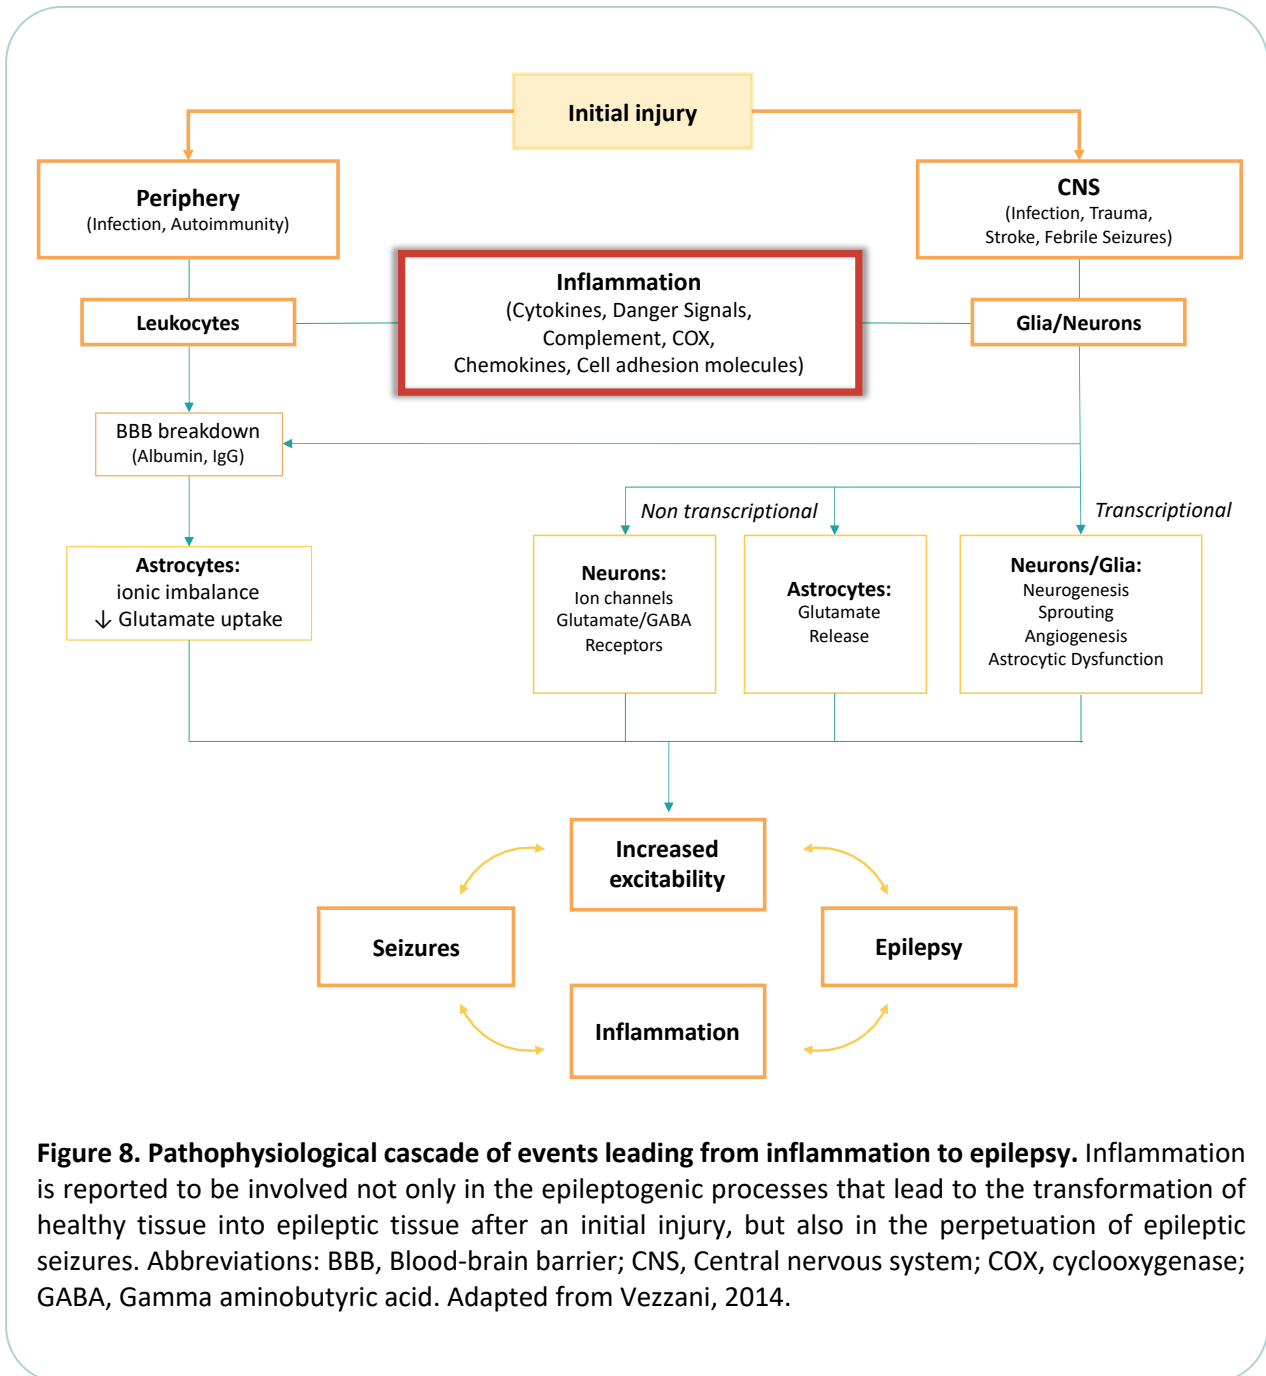 Initial injury
Periphery
(Infection, Autoimmunity)
CNS
(Infection, Trauma,
Stroke, Febrile Seizures)
Inflammation
(Cytokines, Danger Signals,
Complement, COX,
Chemokines, Cell adhesion molecules)
Leukocytes
Glia/Neurons
BBB breakdown
(Albumin, IgG)
Non transcriptional
Transcriptional
Astrocytes:
ionic imbalance
↓ Glutamate uptake
Neurons:
Ion channels
Glutamate/GABA
Receptors
Astrocytes:
Glutamate
Release
Neurons/Glia:
Neurogenesis
Sprouting
Angiogenesis
Astrocytic Dysfunction
Increased
excitability
Seizures
Epilepsy
Inflammation
Figure 8. Pathophysiological cascade of events leading from inflammation to epilepsy. Inflammation
is reported to be involved not only in the epileptogenic processes that lead to the transformation of
healthy tissue into epileptic tissue after an initial injury, but also in the perpetuation of epileptic
seizures. Abbreviations: BBB, Blood-brain barrier; CNS, Central nervous system; COX, cyclooxygenase;
GABA, Gamma aminobutyric acid. Adapted from Vezzani, 2014.